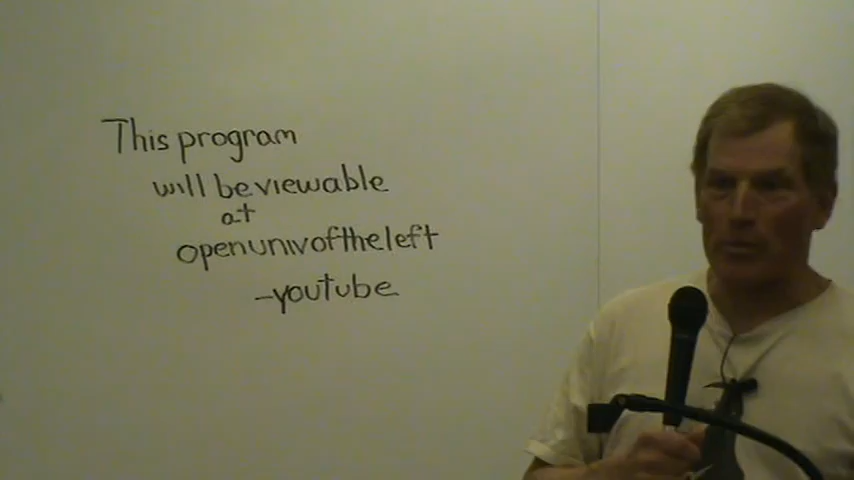 This program
will be viewable
at
openunivoftheleft
-youtube